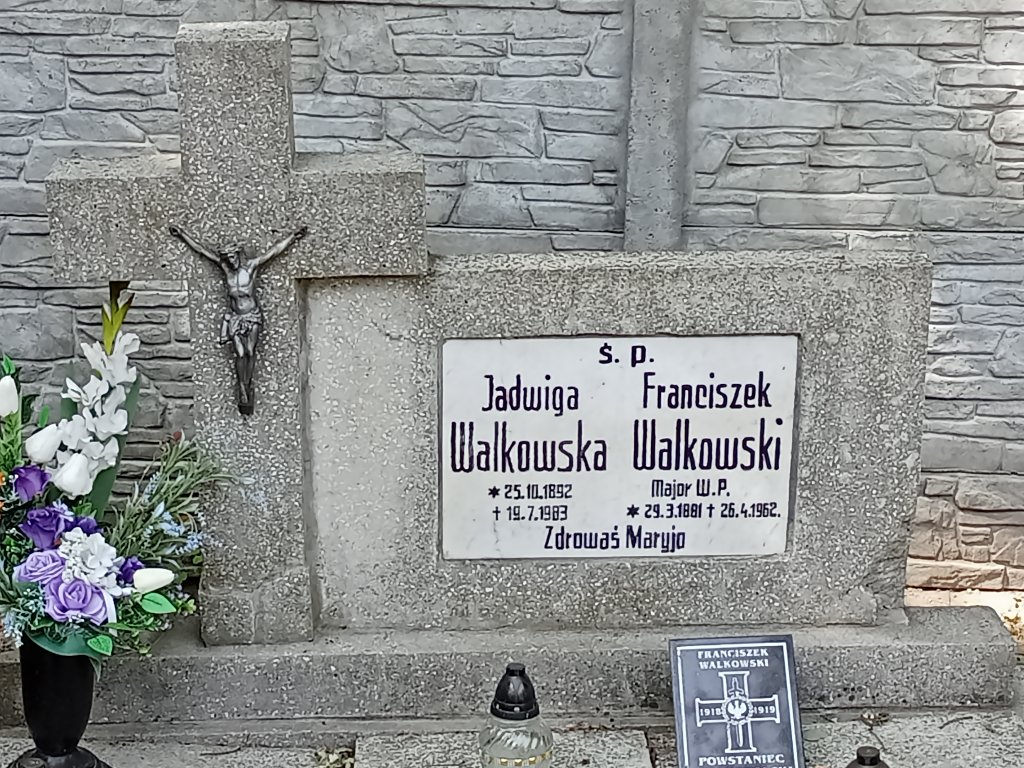 ś. p.
Jadwiga
Walkowska
✶ 25.10.1892
† 19.7.1983
Franciszek
Walkowski
Major W.P.
✶ 29.3.1881 † 26.4.1962.
Zdrowaś Maryjo
FRANCISZEK
WALKOWSKI
1918 1919
POWSTANIEC